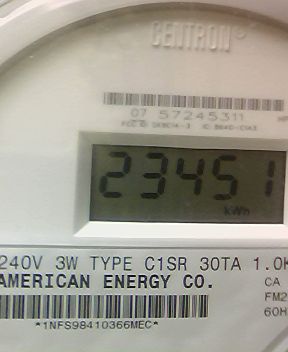 CENTRON®
07 57245311
23451
kWh
240V 3W TYPE C1SR 30TA 1.0K
AMERICAN ENERGY CO.
CA
FM2
60H
*1NFS98410366MEC*